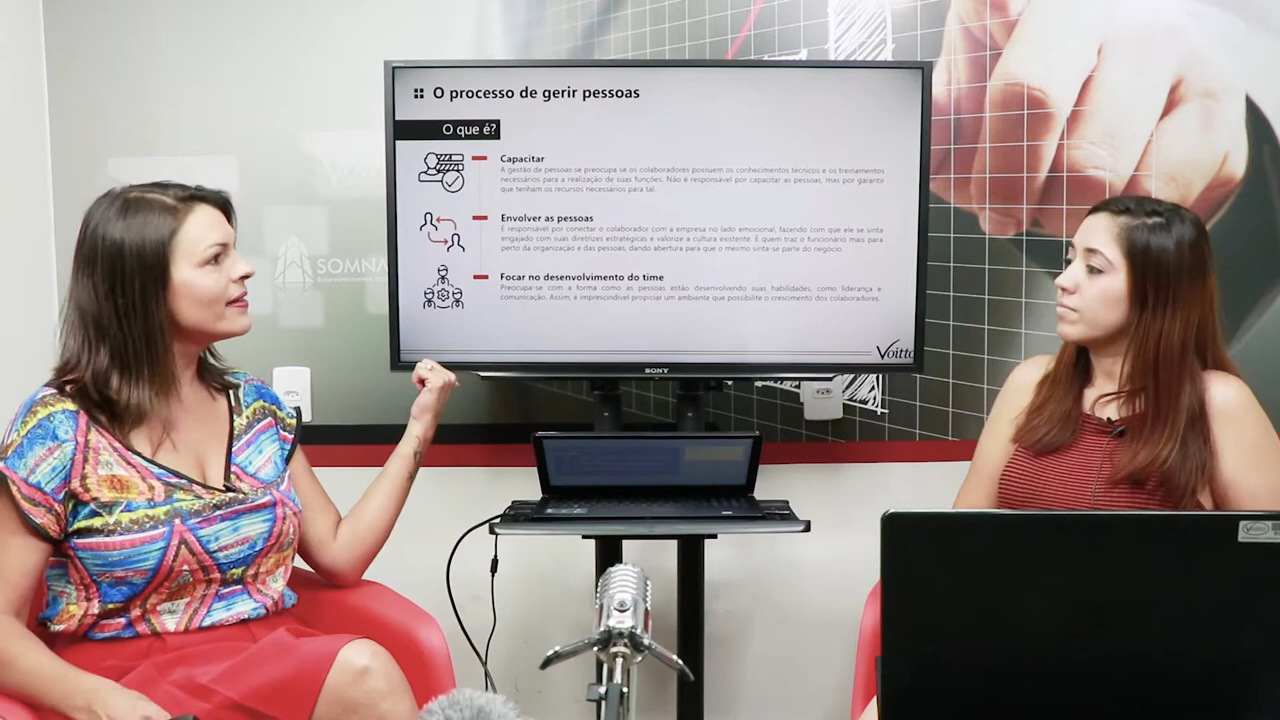 O processo de gerir pessoas
O que é?
Capacitar
A gestão de pessoas se preocupa se os colaboradores possuem os conhecimentos técnicos e os treinamentos
necessários para a realização de suas funções. Não é responsável por capacitar as pessoas, mas por garantir
que tenham os recursos necessários para tal.
Envolver as pessoas
É responsável por conectar o colaborador com a empresa no lado emocional, fazendo com que ele se sinta
engajado com suas diretrizes estratégicas e valorize a cultura existente. É quem traz o funcionário mais para
perto da organização e das pessoas, dando abertura para que o mesmo sinta-se parte do negócio.
Focar no desenvolvimento do time
Preocupa-se com a forma como as pessoas estão desenvolvendo suas habilidades, como liderança e
comunicação. Assim, é imprescindível propiciar um ambiente que possibilite o crescimento dos colaboradores.
Voitto
SONY
SOMNA
Empreendimentos
Voitto